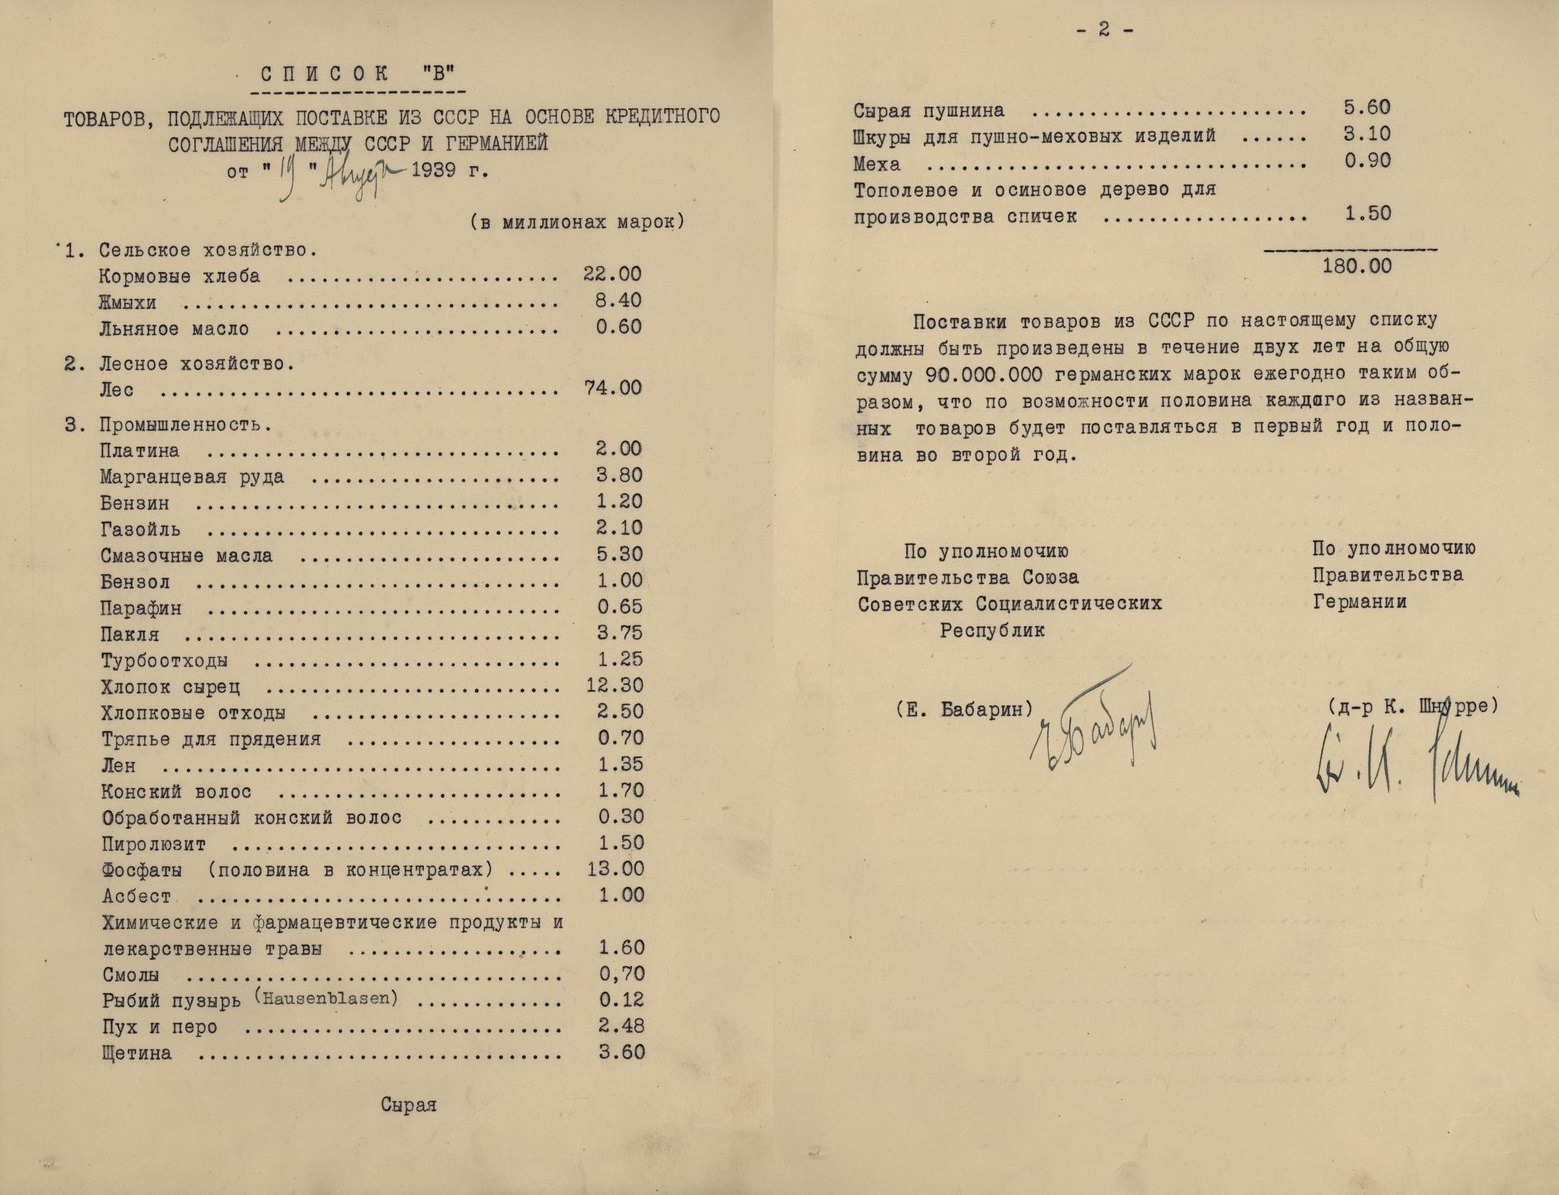 СПИСОК "В"
ТОВАРОВ, ПОДЛЕЖАЩИХ ПОСТАВКЕ ИЗ СССР НА ОСНОВЕ КРЕДИТНОГО
СОГЛАШЕНИЯ МЕЖДУ СССР И ГЕРМАНИЕЙ
от "19" Августа 1939 г.
(в миллионах марок)
1. Сельское хозяйство.
Кормовые хлеба ........................ 22.00
Жмыхи ................................. 8.40
Льняное масло ......................... 0.60
2. Лесное хозяйство.
Лес ................................... 74.00
3. Промышленность.
Платина ............................... 2.00
Марганцевая руда ...................... 3.80
Бензин ................................ 1.20
Газойль ............................... 2.10
Смазочные масла ....................... 5.30
Бензол ................................ 1.00
Парафин ............................... 0.65
Пакля ................................. 3.75
Турбоотходы ........................... 1.25
Хлопок сырец .......................... 12.30
Хлопковые отходы ...................... 2.50
Тряпье для прядения ................... 0.70
Лен ................................... 1.35
Конский волос ......................... 1.70
Обработанный конский волос ............ 0.30
Пиролюзит ............................. 1.50
Фосфаты (половина в концентратах) ..... 13.00
Асбест ................................ 1.00
Химические и фармацевтические продукты и
лекарственные травы ................... 1.60
Смолы ................................. 0,70
Рыбий пузырь (Hausenblasen) ............. 0.12
Пух и перо ............................ 2.48
Щетина ................................ 3.60
Сырая
- 2 -
Сырая пушнина ........................ 5.60
Шкуры для пушно-меховых изделий ...... 3.10
Меха ................................. 0.90
Тополевое и осиновое дерево для
производства спичек .................. 1.50
180.00
Поставки товаров из СССР по настоящему списку
должны быть произведены в течение двух лет на общую
сумму 90.000.000 германских марок ежегодно таким об-
разом, что по возможности половина каждого из назван-
ных товаров будет поставляться в первый год и поло-
вина во второй год.
По уполномочию
Правительства Союза
Советских Социалистических
Республик
(Е. Бабарин)
Е. Бабарин
По уполномочию
Правительства
Германии
(д-р К. Шнурре)
Dr. K. Schnurre